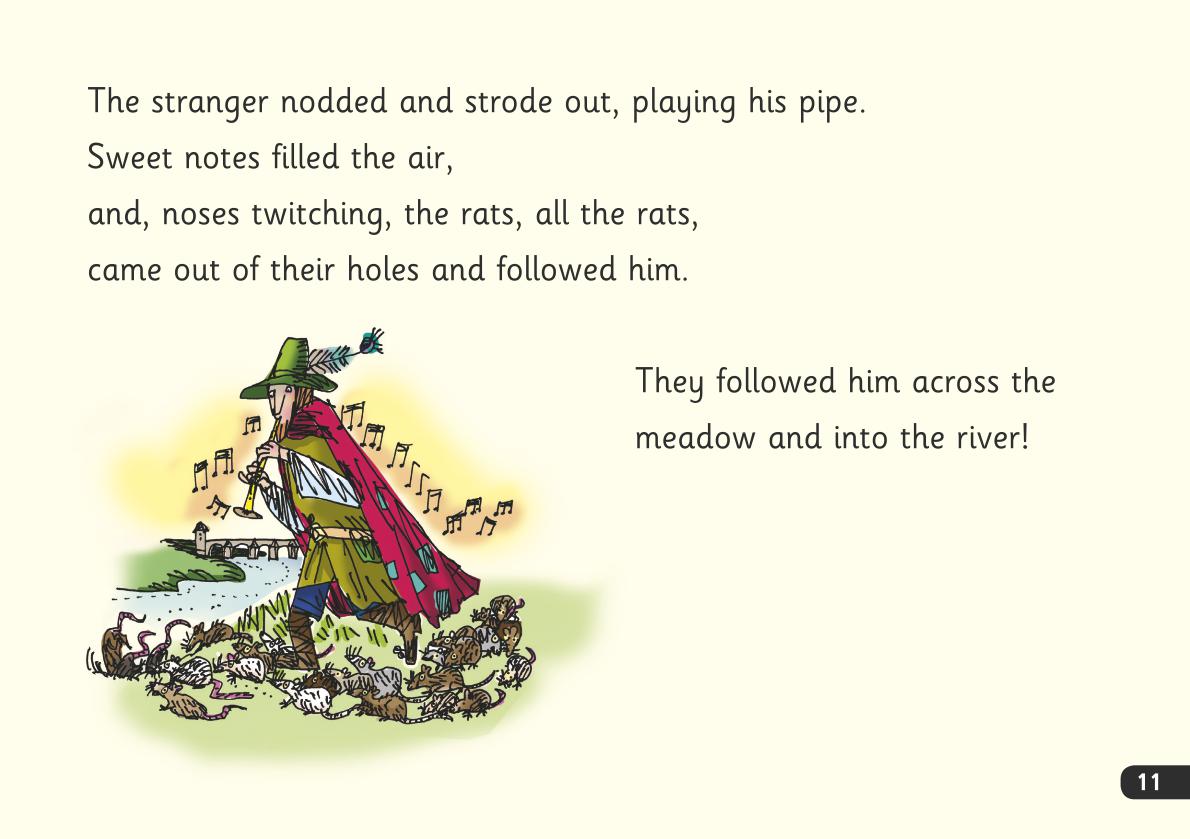 The stranger nodded and strode out, playing his pipe.
Sweet notes filled the air,
and, noses twitching, the rats, all the rats,
came out of their holes and followed him.
They followed him across the
meadow and into the river!
11